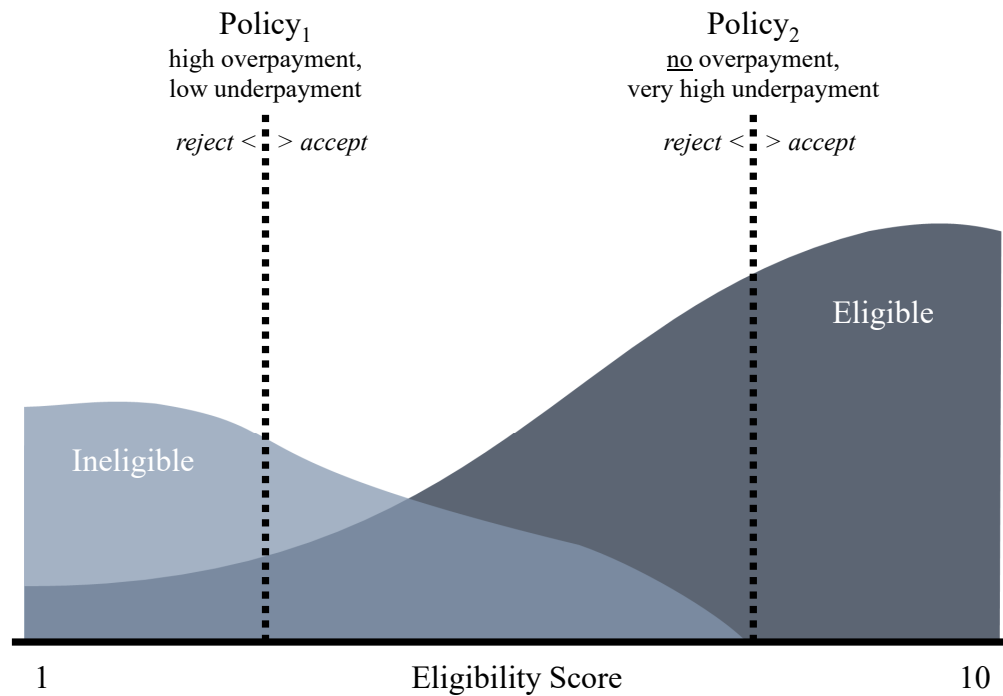 Policy₁
high overpayment,
low underpayment
reject < > accept
Policy₂
no overpayment,
very high underpayment
reject < > accept
Eligible
Ineligible
1 Eligibility Score 10